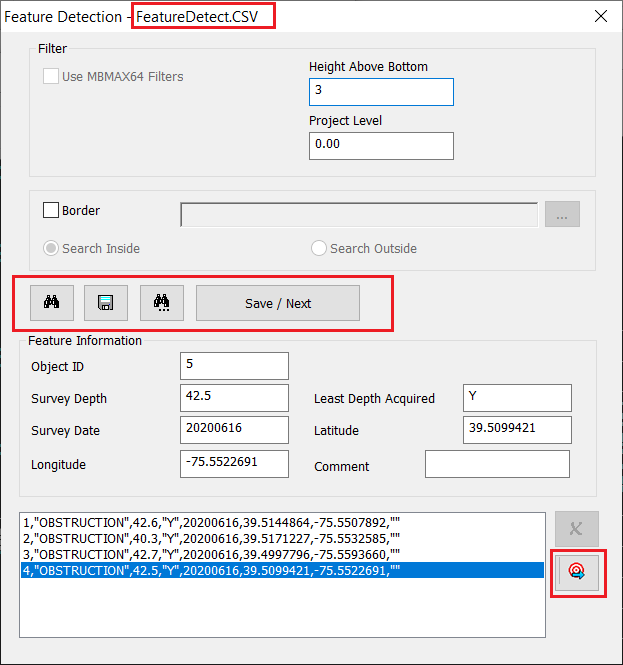 Feature Detection - FeatureDetect.CSV
Filter
Use MBMAX64 Filters
Height Above Bottom
3
Project Level
0.00
Border
...
Search Inside
Search Outside
Save / Next
Feature Information
Object ID
5
Survey Depth
42.5
Least Depth Acquired
Y
Survey Date
20200616
Latitude
39.5099421
Longitude
-75.5522691
Comment
1,"OBSTRUCTION",42.6,"Y",20200616,39.5144864,-75.5507892,""
2,"OBSTRUCTION",40.3,"Y",20200616,39.5171227,-75.5532585,""
3,"OBSTRUCTION",42.7,"Y",20200616,39.4997796,-75.5593660,""
4,"OBSTRUCTION",42.5,"Y",20200616,39.5099421,-75.5522691,""